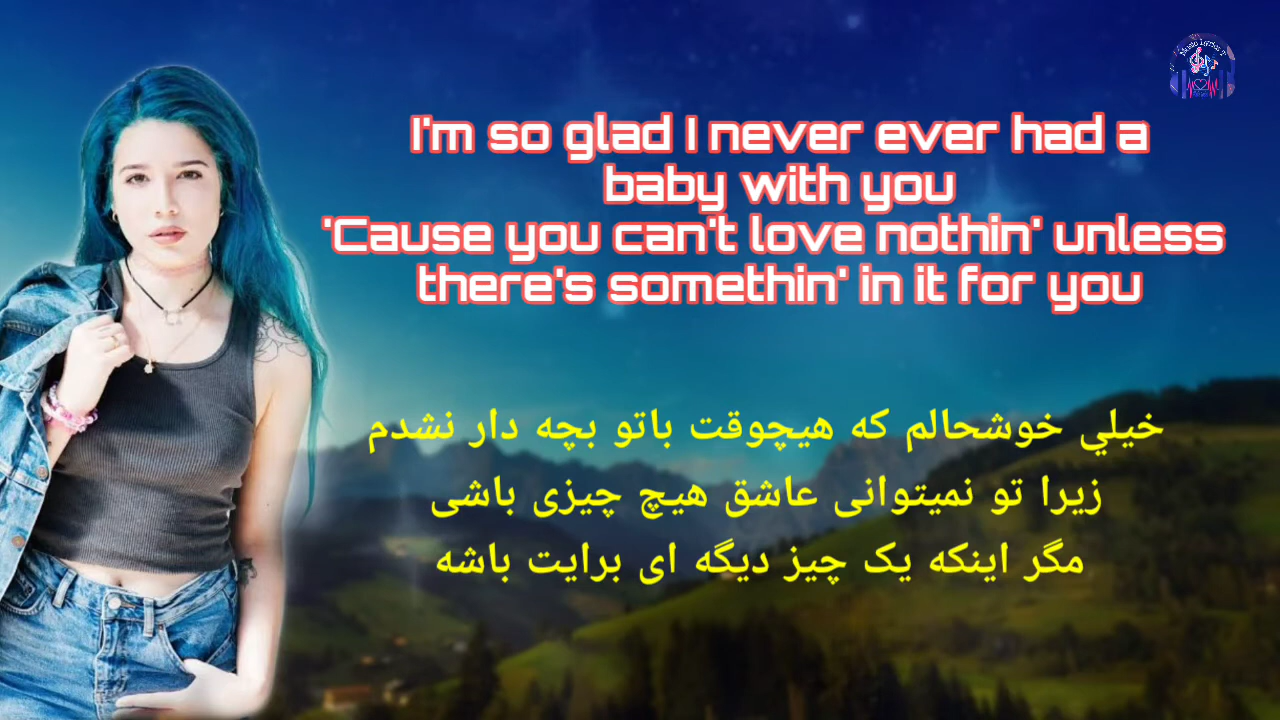 I'm so glad I never ever had a
baby with you
'Cause you can't love nothin' unless
there's somethin' in it for you
خيلي خوشحالم که هیچوقت باتو بچه دار نشدم
زیرا تو نمیتوانی عاشق هیچ چیزی باشی
مگر اینکه یک چیز دیگه ای برایت باشه